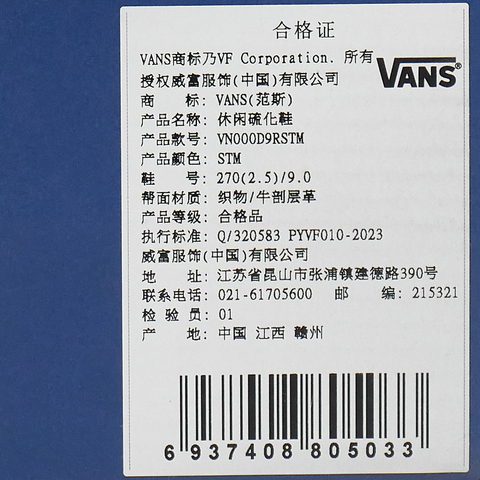 合格证
VANS商标乃VF Corporation. 所有
VANS®
授权威富服饰(中国)有限公司
商 标: VANS(范斯)
产品名称: 休闲硫化鞋
产品款号: VN000D9RSTM
产品颜色: STM
鞋 号: 270(2.5)/9.0
帮面材质: 织物/牛剖层革
产品等级: 合格品
执行标准: Q/320583 PYVF010-2023
威富服饰(中国)有限公司
地 址: 江苏省昆山市张浦镇建德路390号
联系电话: 021-61705600 邮 编: 215321
检 验 员: 01
产 地: 中国 江西 赣州
6 937408 805033